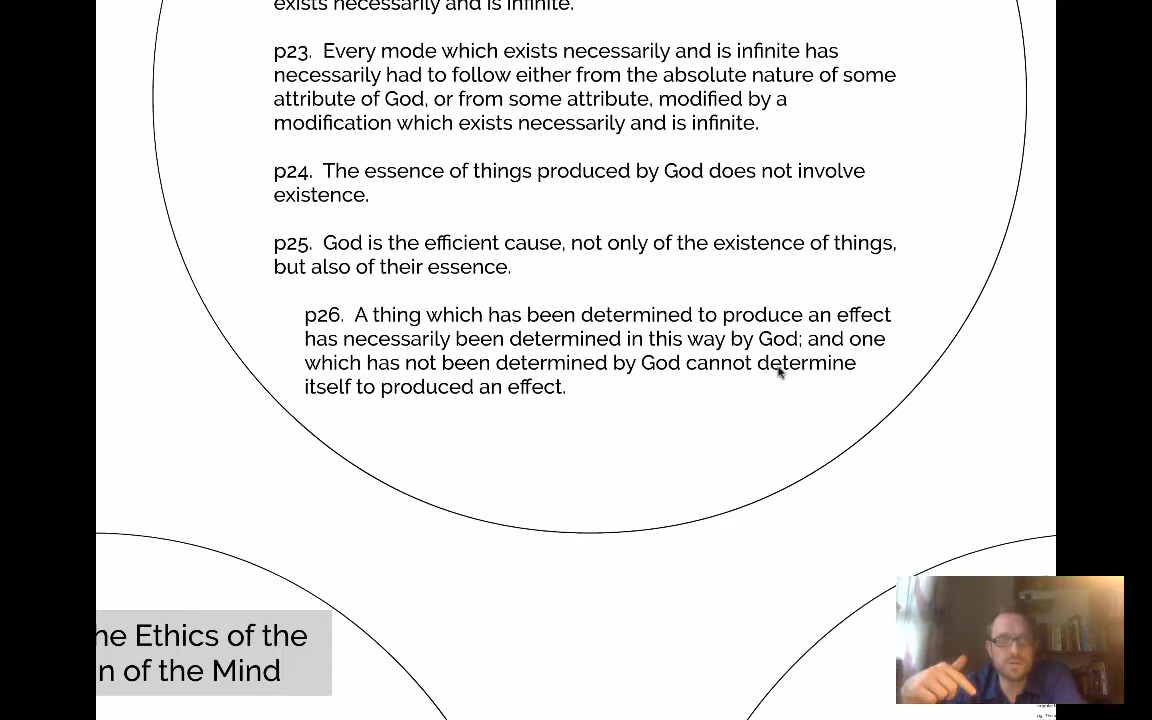 exists necessarily and is infinite.
p23. Every mode which exists necessarily and is infinite has
necessarily had to follow either from the absolute nature of some
attribute of God, or from some attribute, modified by a
modification which exists necessarily and is infinite.
p24. The essence of things produced by God does not involve
existence.
p25. God is the efficient cause, not only of the existence of things,
but also of their essence.
p26. A thing which has been determined to produce an effect
has necessarily been determined in this way by God; and one
which has not been determined by God cannot determine
itself to produced an effect.
he Ethics of the
n of the Mind